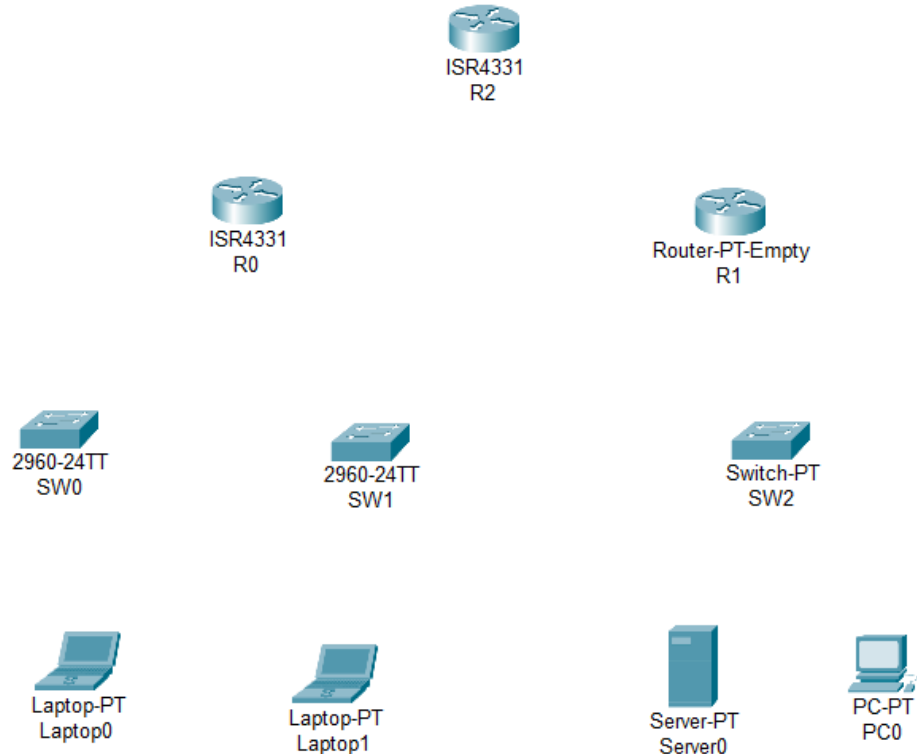 ISR4331
R2
ISR4331
R0
Router-PT-Empty
R1
2960-24TT
SW0
2960-24TT
SW1
Switch-PT
SW2
Laptop-PT
Laptop0
Laptop-PT
Laptop1
Server-PT
Server0
PC-PT
PC0